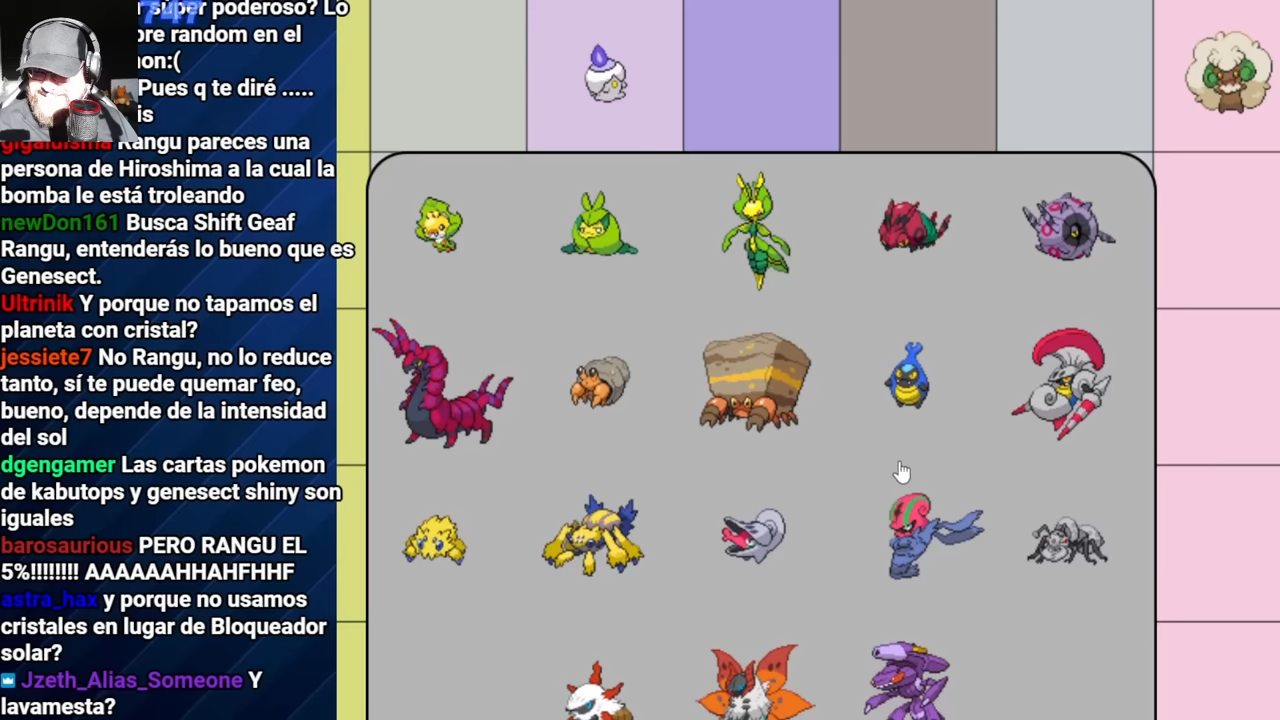 747
súper poderoso? Lo
bre random en el
on:(
Pues q te diré .....
is
Rangu pareces una
persona de Hiroshima a la cual la
bomba le está troleando
newDon161 Busca Shift Geaf
Rangu, entenderás lo bueno que es
Genesect.
Ultrinik Y porque no tapamos el
planeta con cristal?
jessiete7 No Rangu, no lo reduce
tanto, sí te puede quemar feo,
bueno, depende de la intensidad
del sol
dgengamer Las cartas pokemon
de kabutops y genesect shiny son
iguales
barosaurious PERO RANGU EL
5%!!!!!!!! AAAAAAHHAHFHHF
astra_hax y porque no usamos
cristales en lugar de Bloqueador
solar?
Jzeth_Alias_Someone Y
lavamesta?